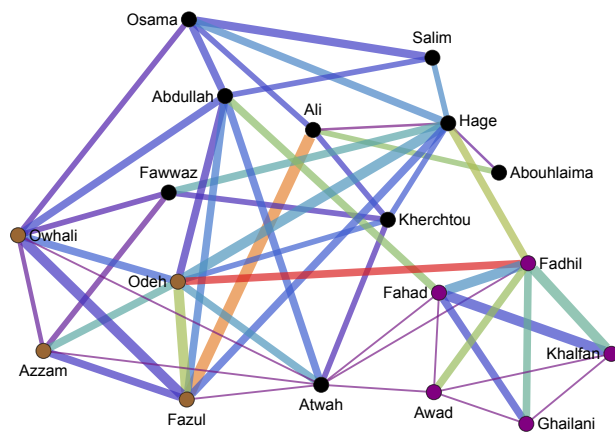 Osama
Salim
Abdullah
Ali
Hage
Fawwaz
Abouhlaima
Kherchtou
Owhali
Odeh
Fadhil
Fahad
Azzam
Khalfan
Fazul
Atwah
Awad
Ghailani